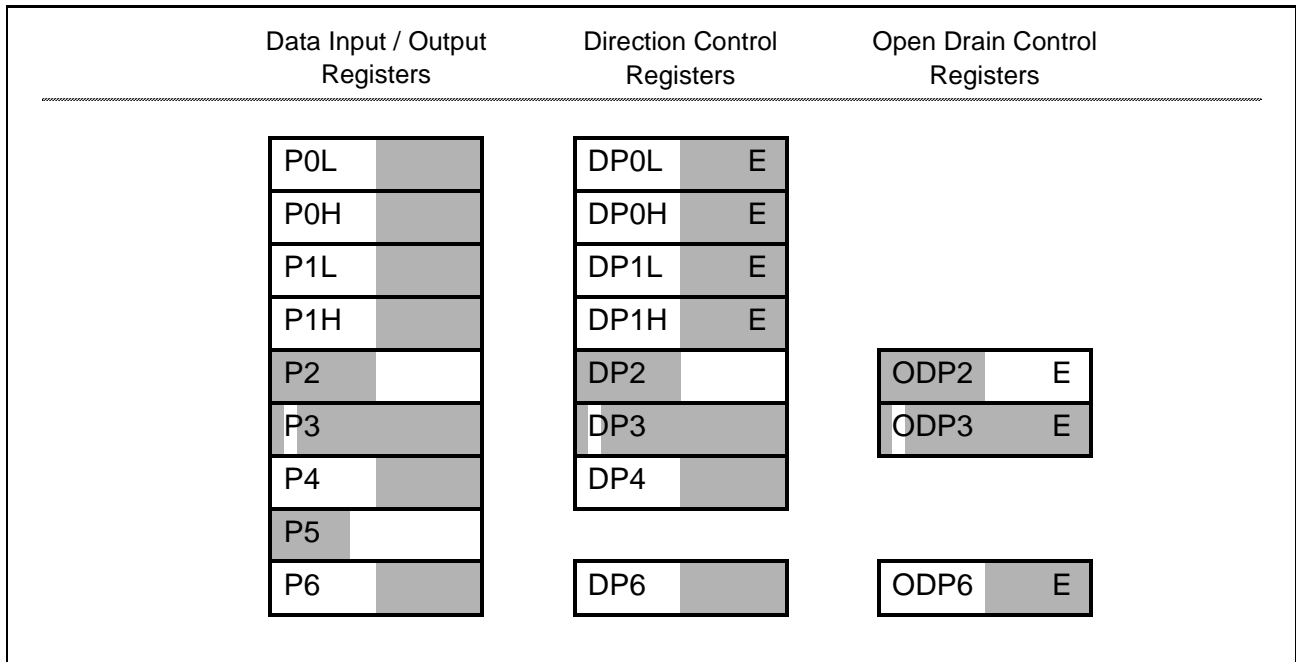 Data Input / Output Direction Control Open Drain Control
Registers Registers Registers
P0L DP0L E
P0H DP0H E
P1L DP1L E
P1H DP1H E
P2 DP2 ODP2 E
P3 DP3 ODP3 E
P4 DP4
P5
P6 DP6 ODP6 E